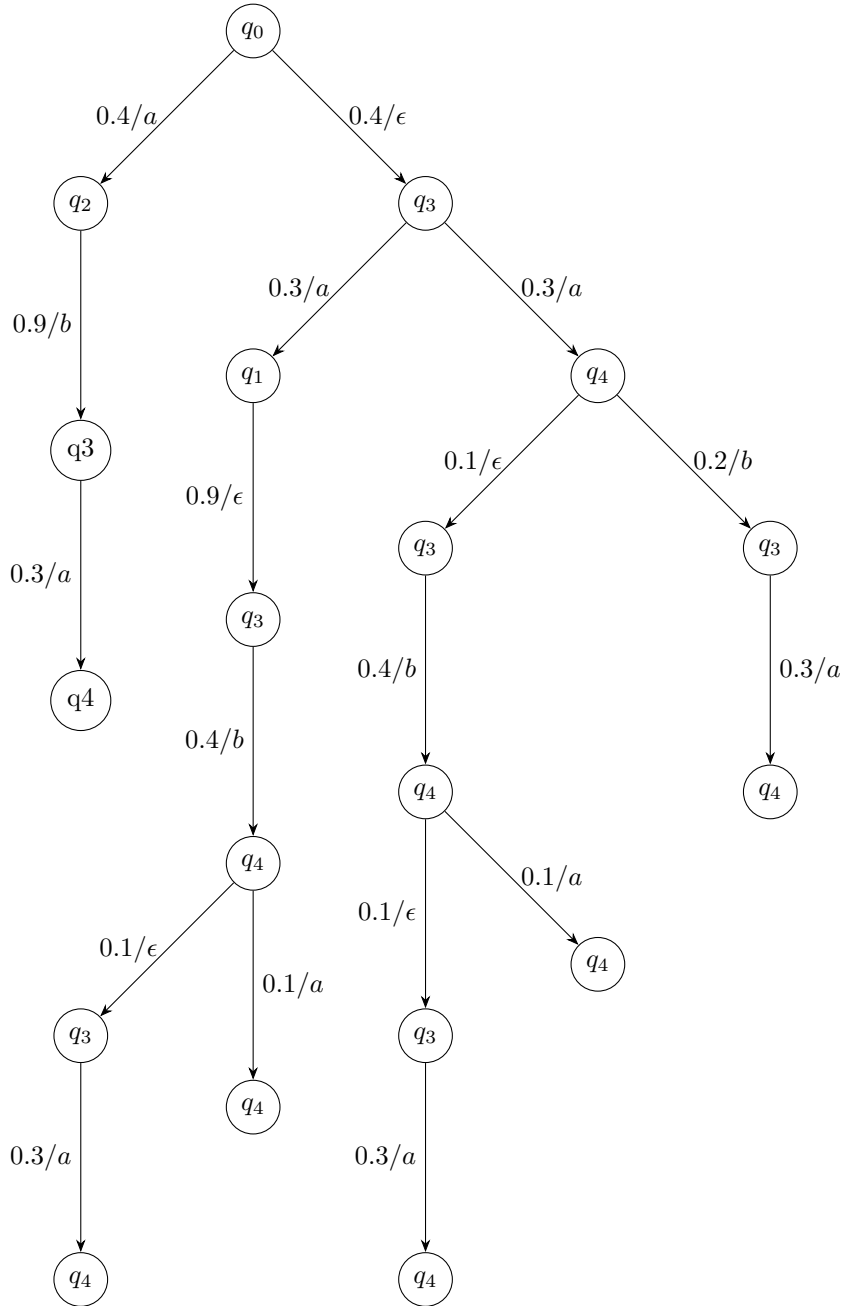 q₀
0.4/a
0.4/ϵ
q₂
q₃
0.3/a
0.3/a
0.9/b
q₁
q₄
q3
0.1/ϵ
0.2/b
0.9/ϵ
q₃
q₃
0.3/a
q₃
0.4/b
0.3/a
q4
0.4/b
q₄
q₄
q₄
0.1/a
0.1/ϵ
0.1/ϵ
q₄
0.1/a
q₃
q₃
q₄
0.3/a
0.3/a
q₄
q₄